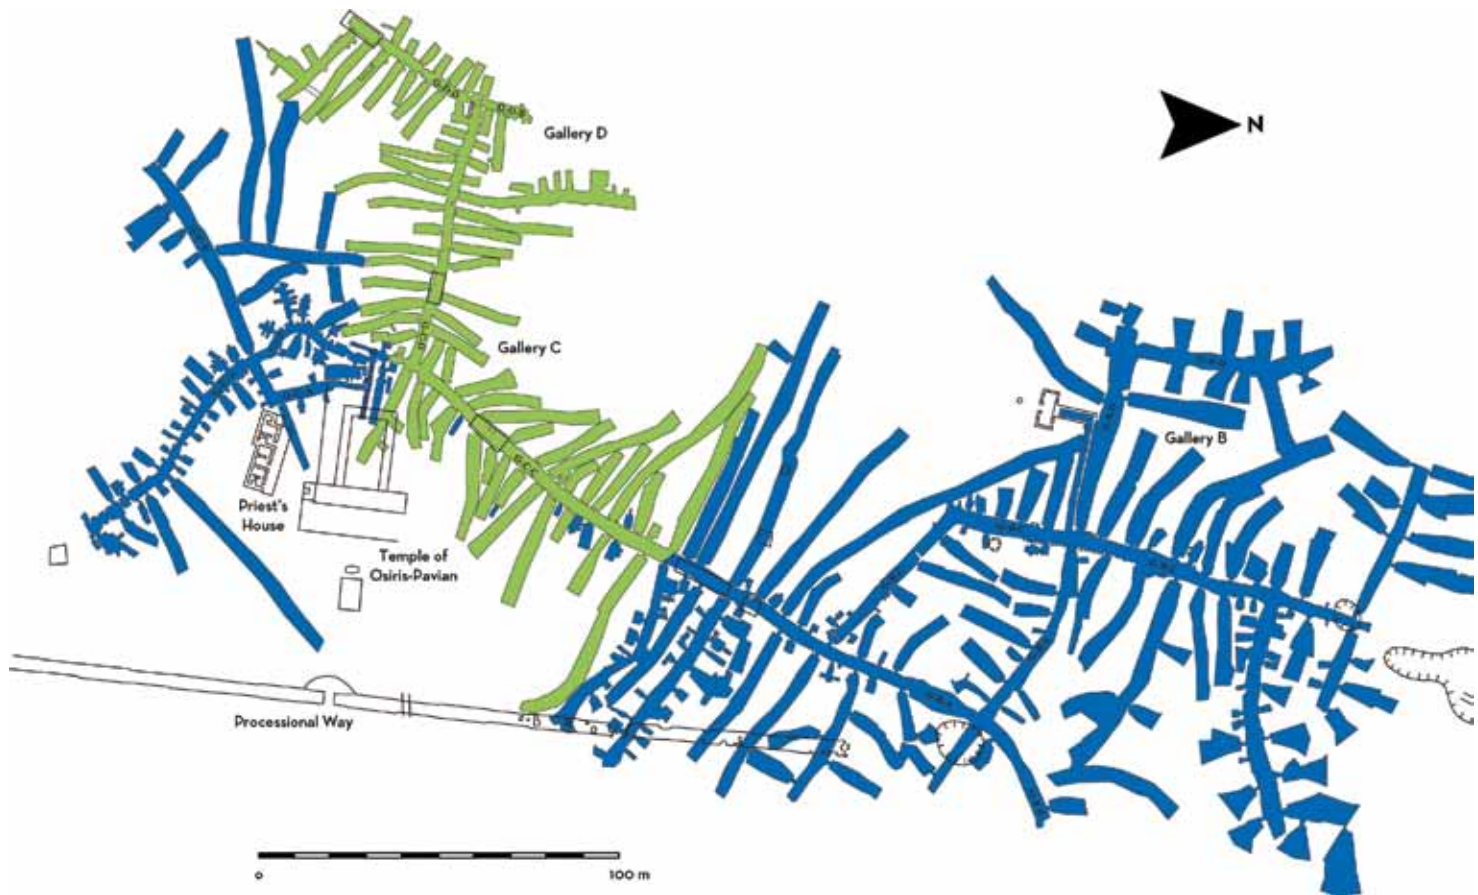 Gallery D
N
Gallery C
Gallery B
Priest's
House
Temple of
Osiris-Pavian
Processional Way
0
100 m